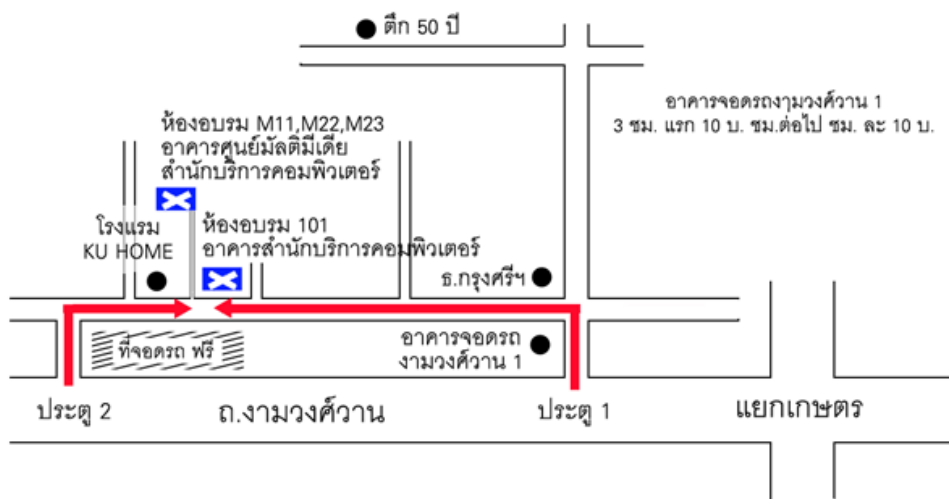 ตึก 50 ปี
อาคารจอดรถงามวงศ์วาน 1
3 ชม. แรก 10 บ. ชม.ต่อไป ชม. ละ 10 บ.
ห้องอบรม M11,M22,M23
อาคารศูนย์มัลติมีเดีย
สำนักบริการคอมพิวเตอร์
โรงแรม
KU HOME
ห้องอบรม 101
อาคารสำนักบริการคอมพิวเตอร์
ธ.กรุงศรีฯ
ที่จอดรถ ฟรี
อาคารจอดรถ
งามวงศ์วาน 1
ประตู 2
ถ.งามวงศ์วาน
ประตู 1
แยกเกษตร